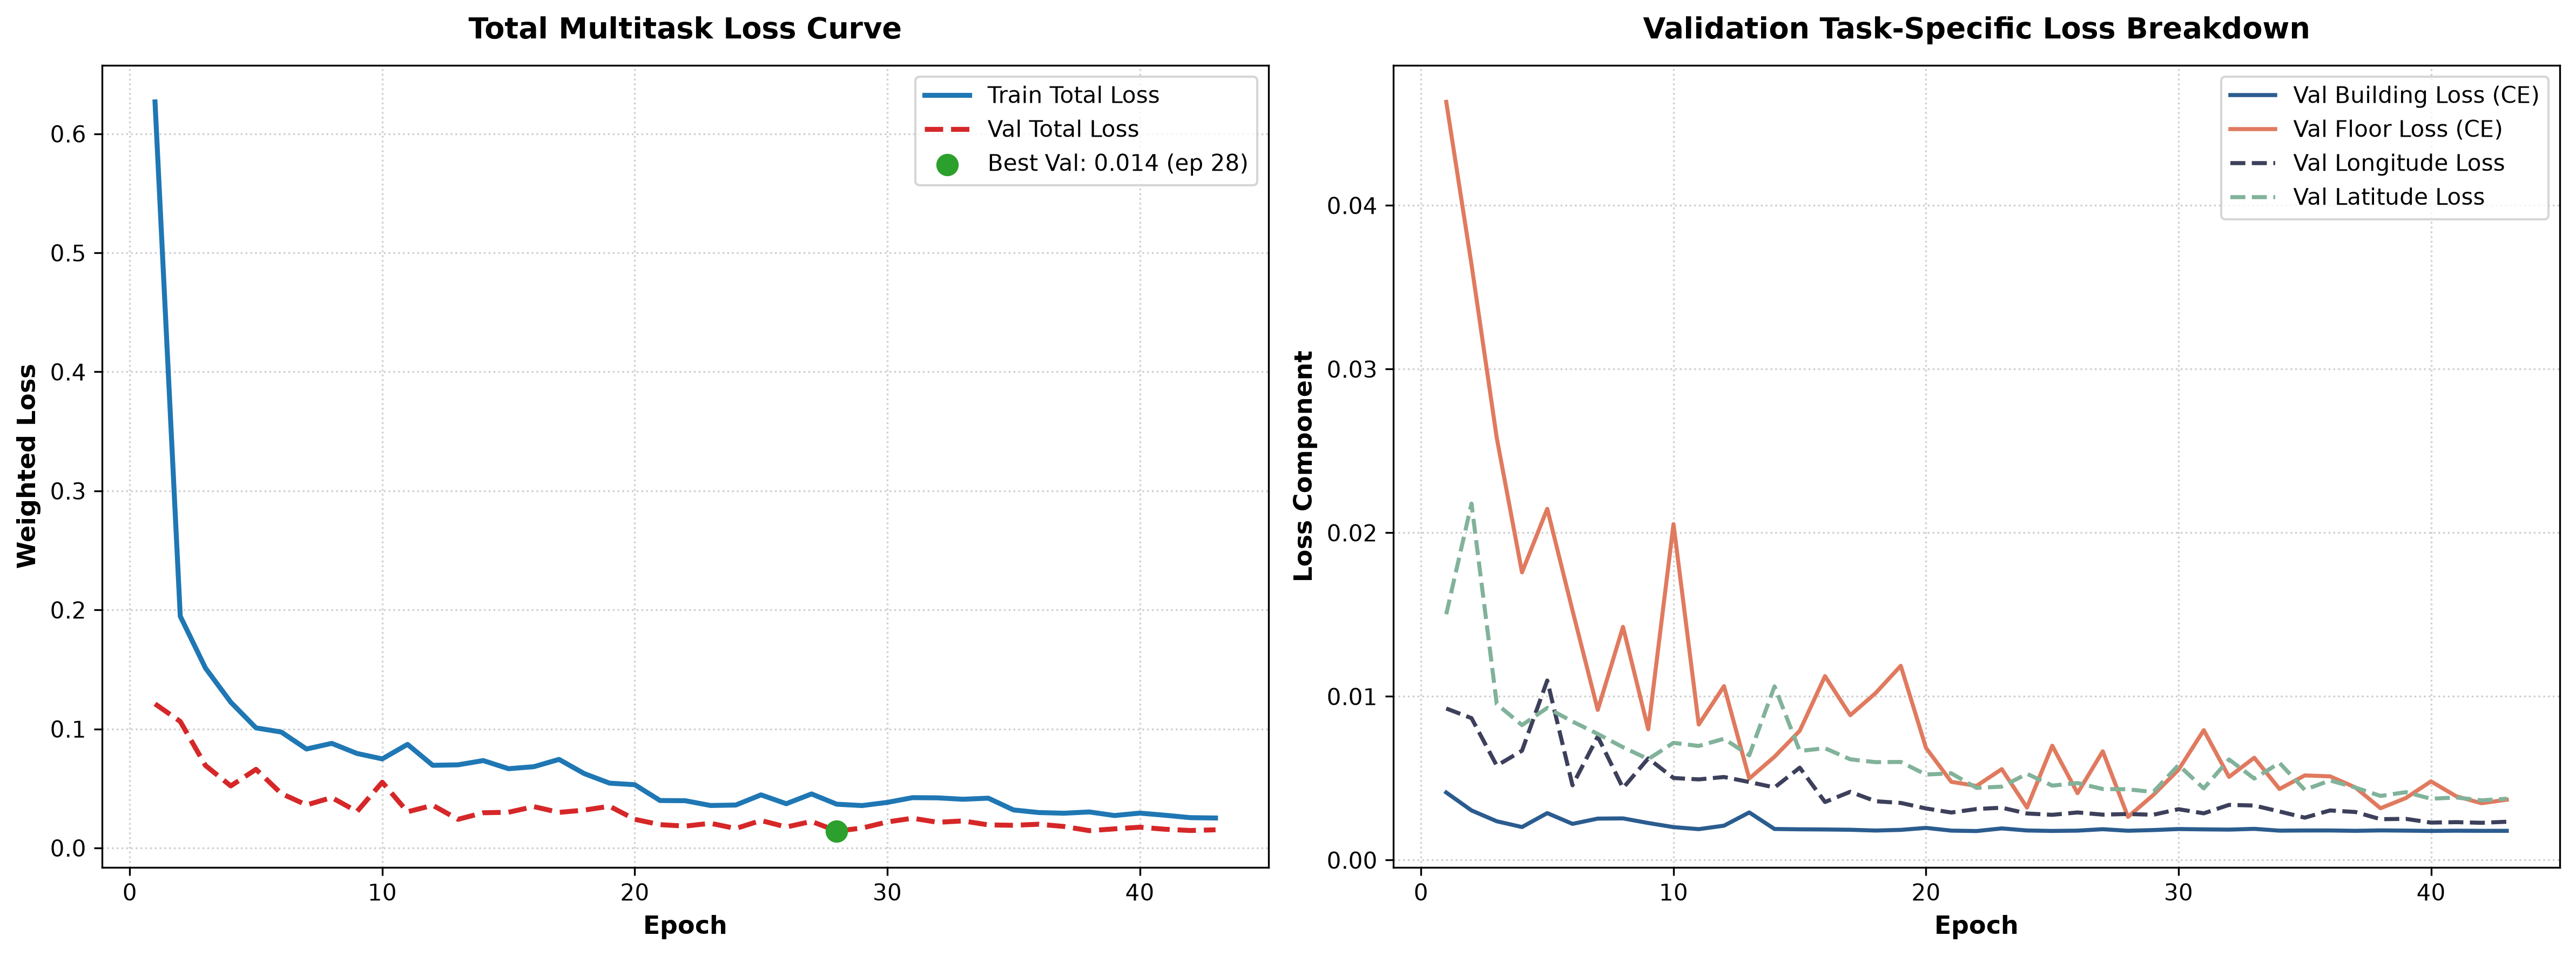 Total Multitask Loss Curve
Weighted Loss
0.6
0.5
0.4
0.3
0.2
0.1
0.0
0 10 20 30 40
Epoch
Train Total Loss
Val Total Loss
Best Val: 0.014 (ep 28)
Validation Task-Specific Loss Breakdown
Loss Component
0.04
0.03
0.02
0.01
0.00
0 10 20 30 40
Epoch
Val Building Loss (CE)
Val Floor Loss (CE)
Val Longitude Loss
Val Latitude Loss